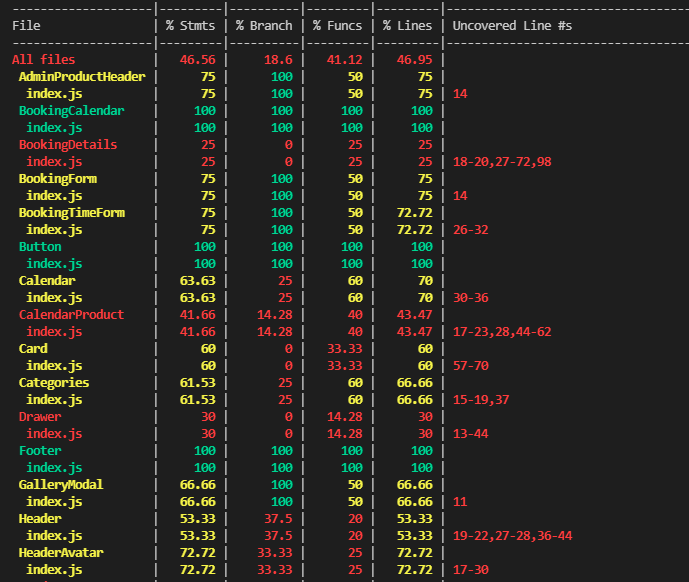 --------------------|---------|----------|---------|---------|--------------------------------
File                | % Stmts | % Branch | % Funcs | % Lines | Uncovered Line #s
--------------------|---------|----------|---------|---------|--------------------------------
All files           |   46.56 |     18.6 |   41.12 |   46.95 |
 AdminProductHeader |      75 |      100 |      50 |      75 |
  index.js          |      75 |      100 |      50 |      75 | 14
 BookingCalendar    |     100 |      100 |     100 |     100 |
  index.js          |     100 |      100 |     100 |     100 |
 BookingDetails     |      25 |        0 |      25 |      25 |
  index.js          |      25 |        0 |      25 |      25 | 18-20,27-72,98
 BookingForm        |      75 |      100 |      50 |      75 |
  index.js          |      75 |      100 |      50 |      75 | 14
 BookingTimeForm    |      75 |      100 |      50 |   72.72 |
  index.js          |      75 |      100 |      50 |   72.72 | 26-32
 Button             |     100 |      100 |     100 |     100 |
  index.js          |     100 |      100 |     100 |     100 |
 Calendar           |   63.63 |       25 |      60 |      70 |
  index.js          |   63.63 |       25 |      60 |      70 | 30-36
 CalendarProduct    |   41.66 |    14.28 |      40 |   43.47 |
  index.js          |   41.66 |    14.28 |      40 |   43.47 | 17-23,28,44-62
 Card               |      60 |        0 |   33.33 |      60 |
  index.js          |      60 |        0 |   33.33 |      60 | 57-70
 Categories         |   61.53 |       25 |      60 |   66.66 |
  index.js          |   61.53 |       25 |      60 |   66.66 | 15-19,37
 Drawer             |      30 |        0 |   14.28 |      30 |
  index.js          |      30 |        0 |   14.28 |      30 | 13-44
 Footer             |     100 |      100 |     100 |     100 |
  index.js          |     100 |      100 |     100 |     100 |
 GalleryModal       |   66.66 |      100 |      50 |   66.66 |
  index.js          |   66.66 |      100 |      50 |   66.66 | 11
 Header             |   53.33 |     37.5 |      20 |   53.33 |
  index.js          |   53.33 |     37.5 |      20 |   53.33 | 19-22,27-28,36-44
 HeaderAvatar       |   72.72 |    33.33 |      25 |   72.72 |
  index.js          |   72.72 |    33.33 |      25 |   72.72 | 17-30